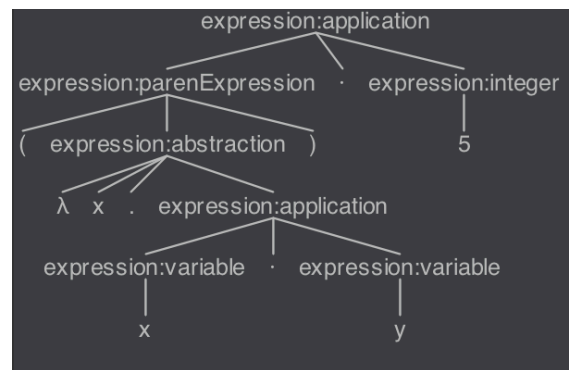 expression:application
expression:parenExpression · expression:integer
( expression:abstraction ) 5
λ x . expression:application
expression:variable · expression:variable
x y